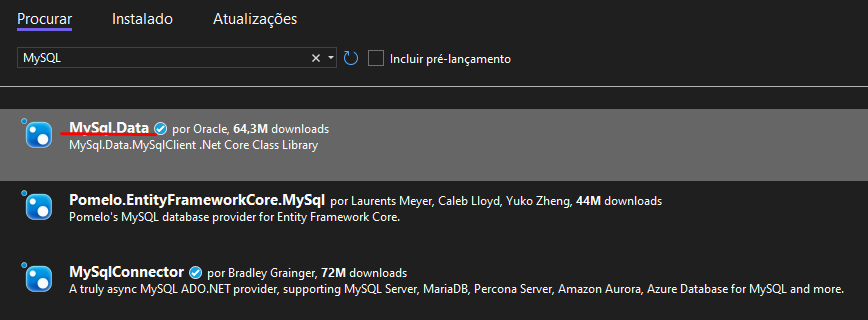 Procurar Instalado Atualizações
MySQL
Incluir pré-lançamento
MySql.Data por Oracle, 64,3M downloads
MySql.Data.MySqlClient .Net Core Class Library
Pomelo.EntityFrameworkCore.MySql por Laurents Meyer, Caleb Lloyd, Yuko Zheng, 44M downloads
Pomelo's MySQL database provider for Entity Framework Core.
MySqlConnector por Bradley Grainger, 72M downloads
A truly async MySQL ADO.NET provider, supporting MySQL Server, MariaDB, Percona Server, Amazon Aurora, Azure Database for MySQL and more.